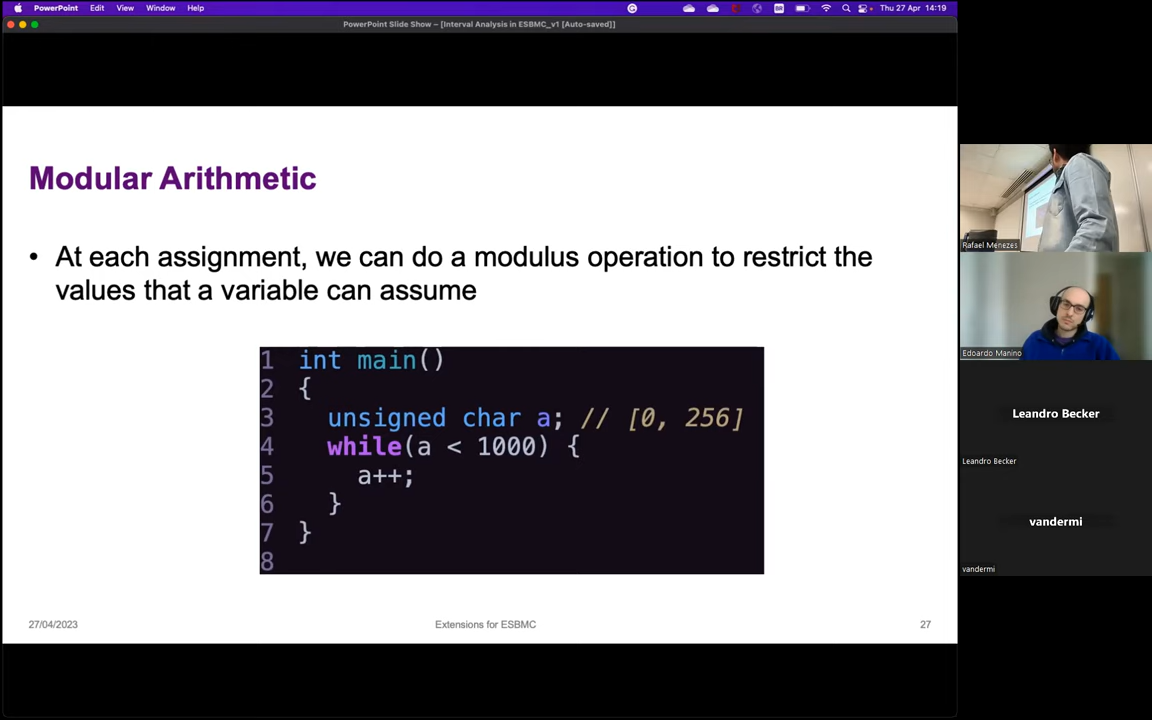 PowerPoint Edit View Window Help
BR
Thu 27 Apr 14:19
PowerPoint Slide Show – [Interval Analysis in ESBMC_v1 [Auto-saved]]
Modular Arithmetic
• At each assignment, we can do a modulus operation to restrict the
values that a variable can assume
1 int main()
2 {
3 unsigned char a; // [0, 256]
4 while(a < 1000) {
5 a++;
6 }
7 }
8
27/04/2023
Extensions for ESBMC
27
Rafael Menezes
Edoardo Manino
Leandro Becker
Leandro Becker
vandermi
vandermi